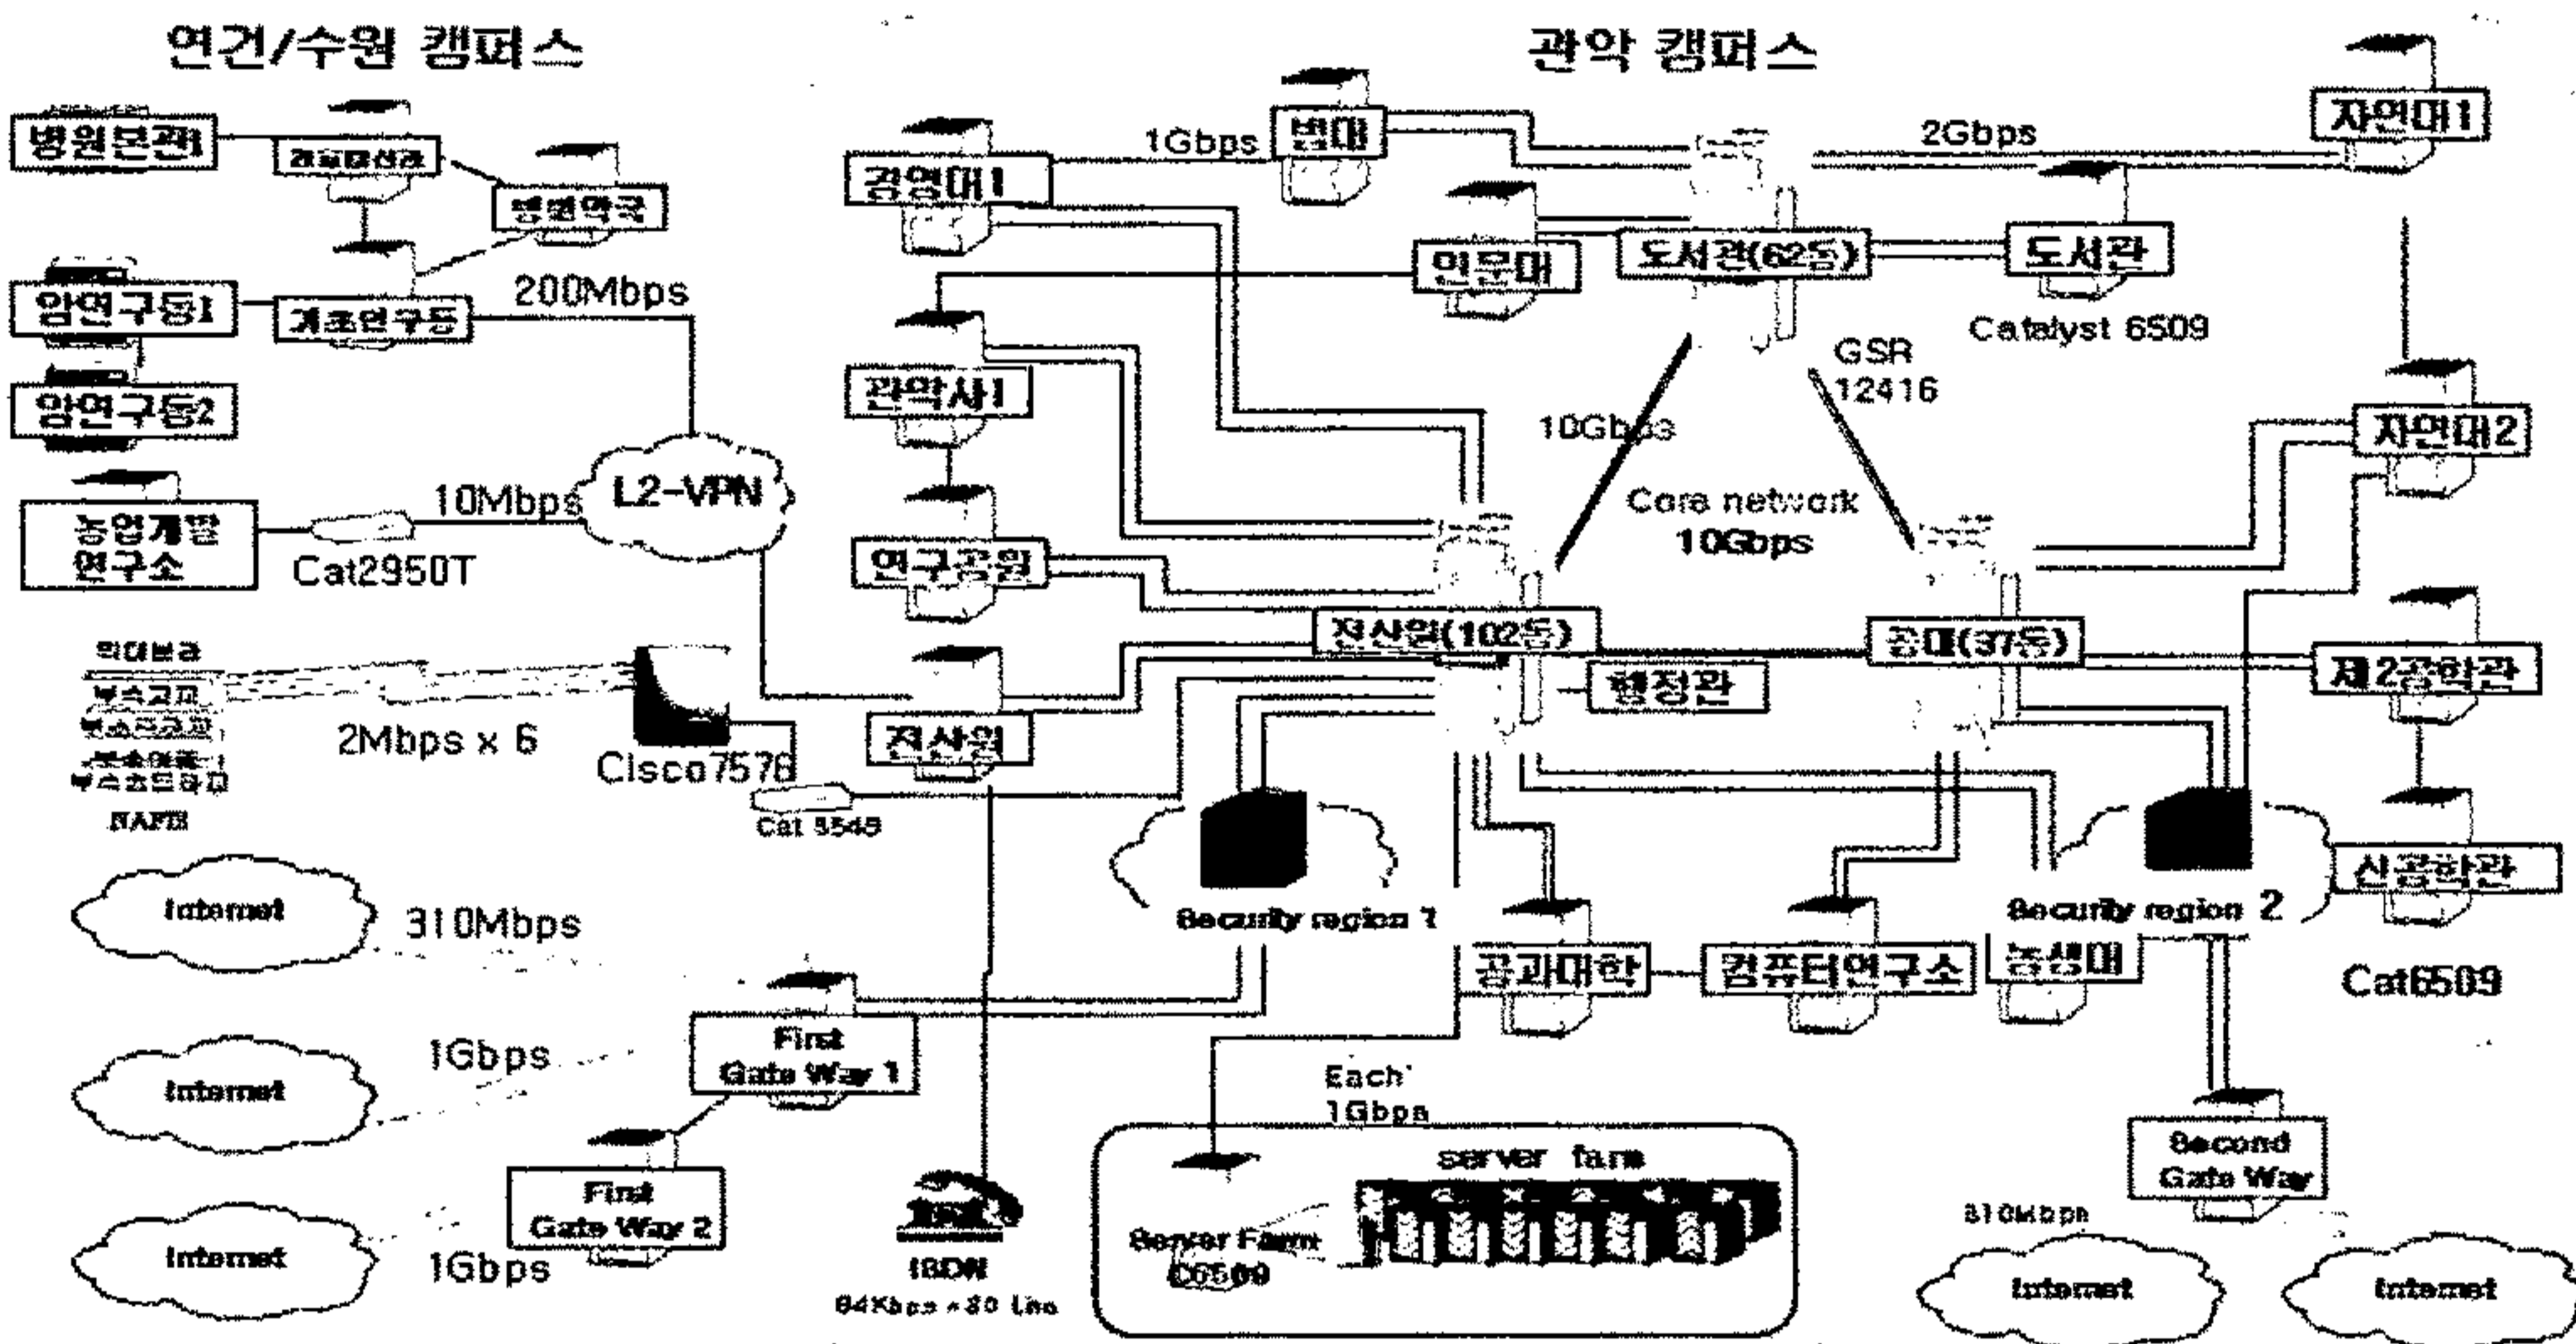 연건/수원 캠퍼스
관악 캠퍼스
병원본관1
암연구동1
기초연구동
암연구동2
200Mbps
L2-VPN
10Mbps
농업개발
연구소
Cat2950T
2Mbps x 6
전산원
Internet
310Mbps
Internet
1Gbps
Internet
1Gbps
First
Gate Way 1
First
Gate Way 2
ISDN
경영대1
1Gbps
법대
2Gbps
자연대1
인문대
도서관(62동)
도서관
Catalyst 6509
GSR
12416
관악사1
10Gbps
자연대2
Core network
10Gbps
연구공원
전산원(102동)
공대(37동)
행정관
제2공학관
Security region 1
Security region 2
신공학관
공과대학
컴퓨터연구소
농생대
Cat6509
Each
1Gbps
server farm
Server Farm
C6509
Second
Gate Way
310Mbps
Internet
Internet